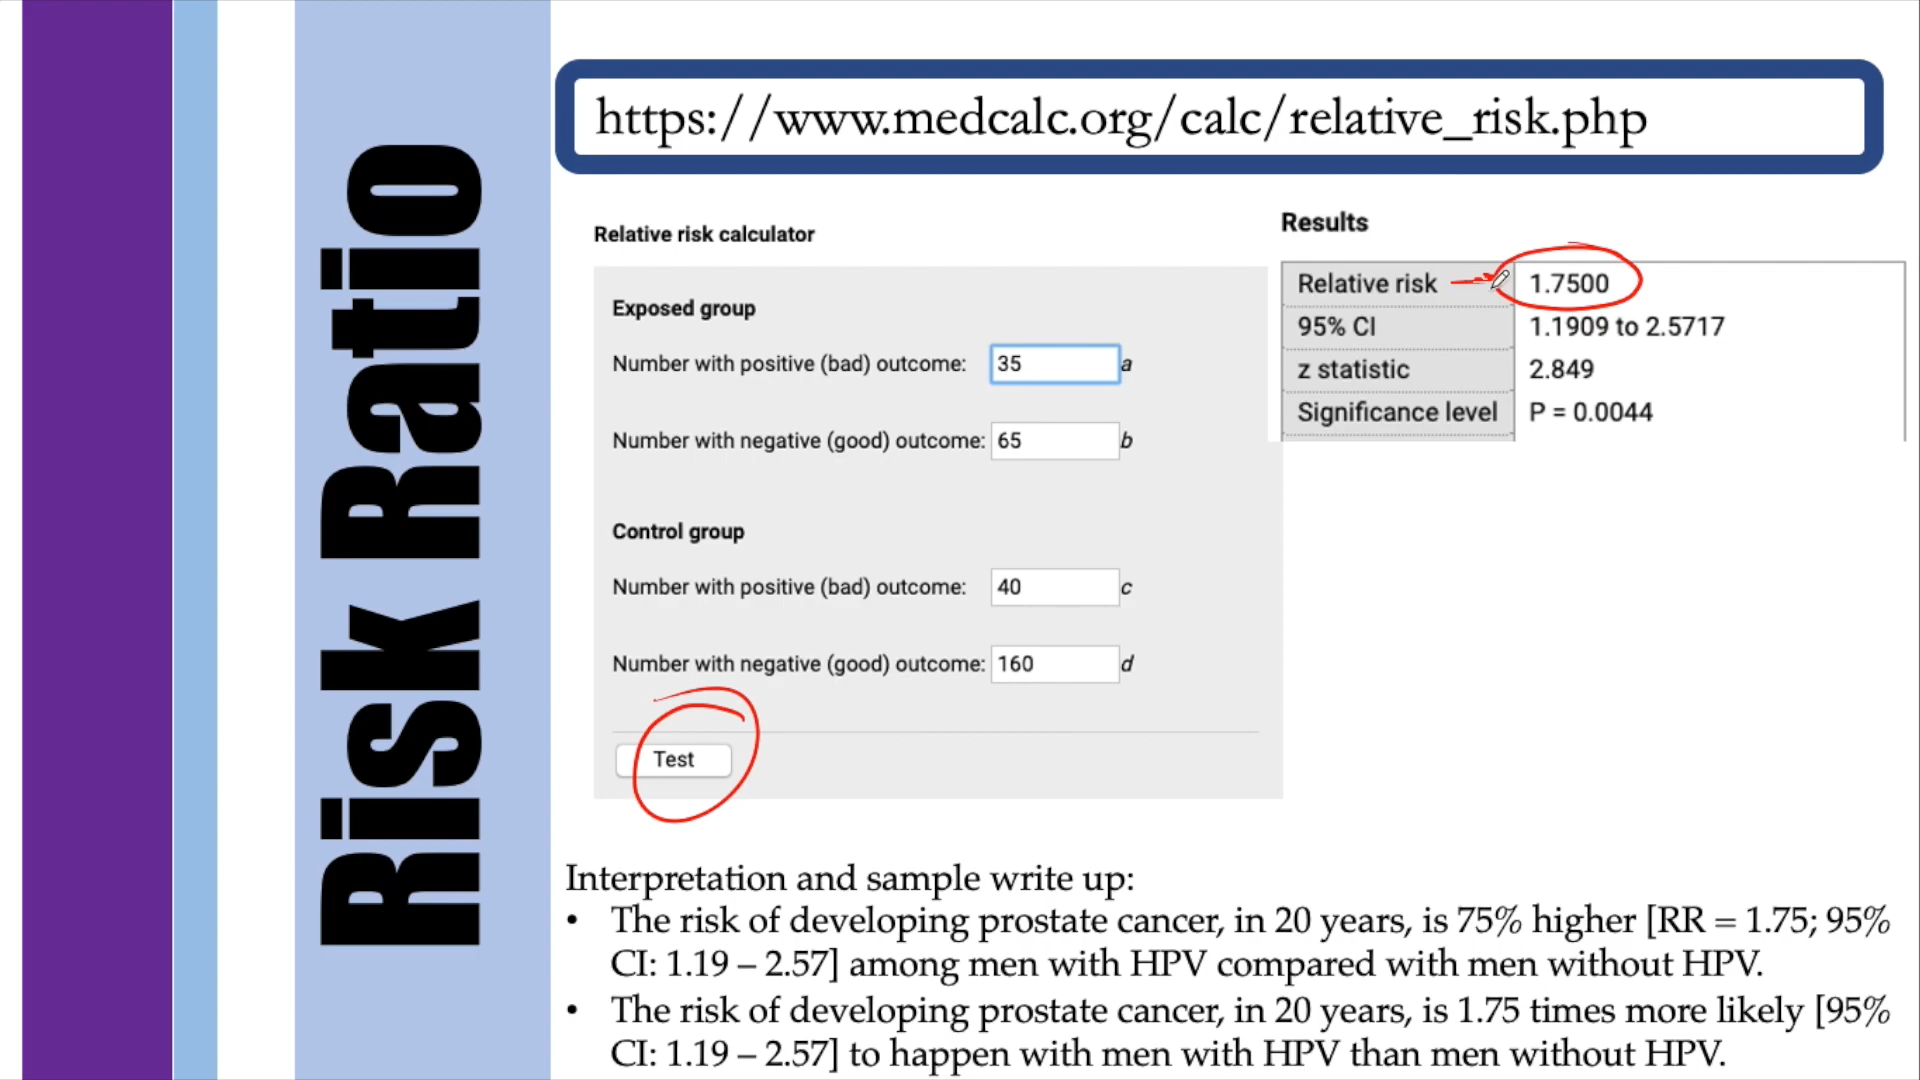 Risk Ratio
https://www.medcalc.org/calc/relative_risk.php
Relative risk calculator
Exposed group
Number with positive (bad) outcome: 35 a
Number with negative (good) outcome: 65 b
Control group
Number with positive (bad) outcome: 40 c
Number with negative (good) outcome: 160 d
Test
Results
Relative risk 1.7500
95% CI 1.1909 to 2.5717
z statistic 2.849
Significance level P = 0.0044
Interpretation and sample write up:
• The risk of developing prostate cancer, in 20 years, is 75% higher [RR = 1.75; 95%
CI: 1.19 – 2.57] among men with HPV compared with men without HPV.
• The risk of developing prostate cancer, in 20 years, is 1.75 times more likely [95%
CI: 1.19 – 2.57] to happen with men with HPV than men without HPV.